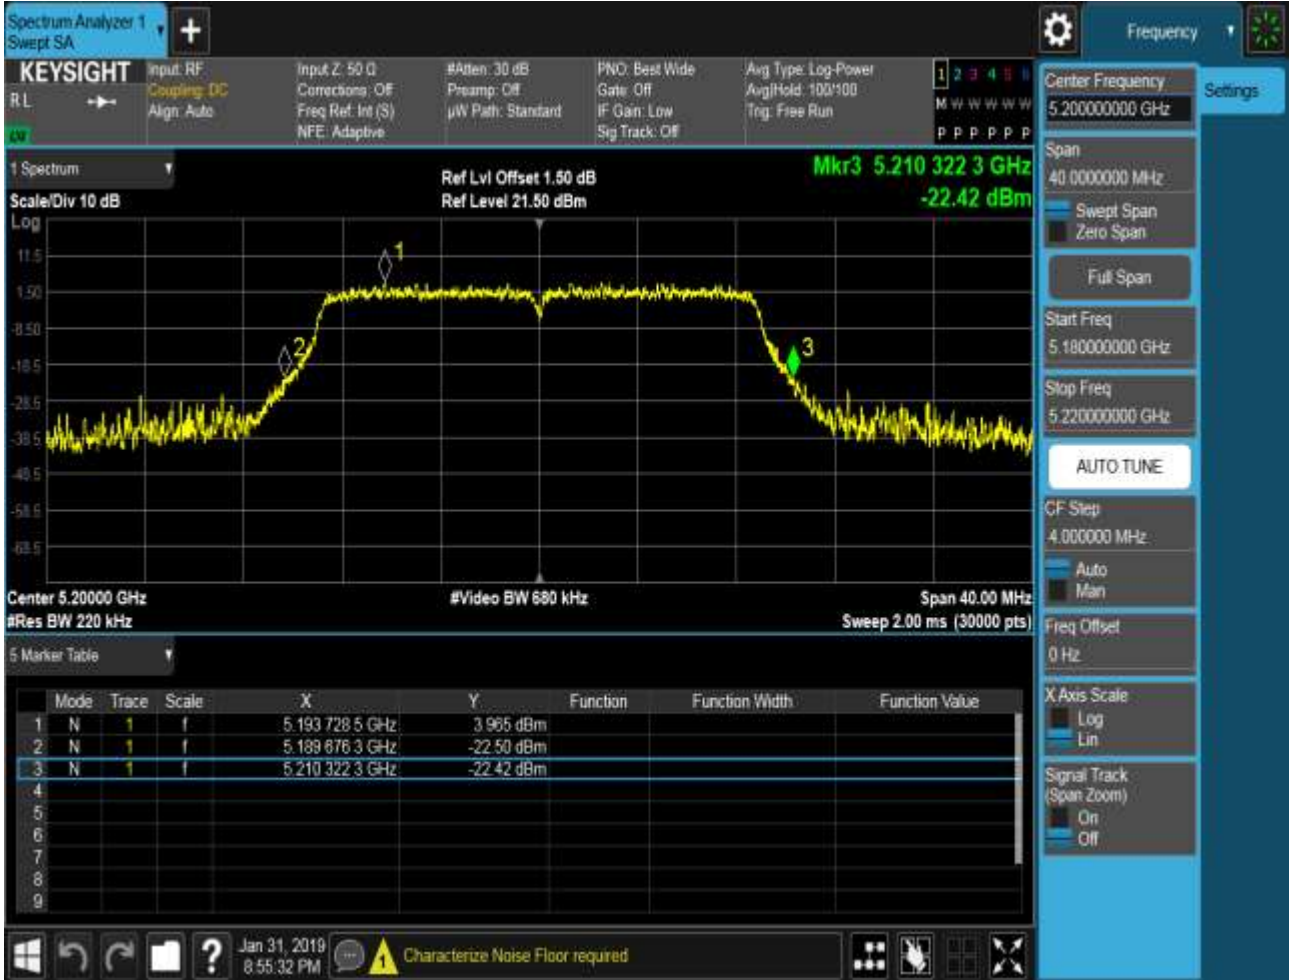 Spectrum Analyzer 1
Swept SA
Frequency
KEYSIGHT
RL
Input: RF
Coupling: DC
Align: Auto
Input Z: 50 Ω
Corrections: Off
Freq Ref: Int (S)
NFE: Adaptive
#Atten: 30 dB
Preamp: Off
µW Path: Standard
PNO: Best Wide
Gate: Off
IF Gain: Low
Sig Track: Off
Avg Type: Log-Power
Avg|Hold: 100/100
Trig: Free Run
1 2 3 4 5 6
M W W W W W
P P P P P P
1 Spectrum
Scale/Div 10 dB
Ref Lvl Offset 1.50 dB
Ref Level 21.50 dBm
Mkr3 5.210 322 3 GHz
-22.42 dBm
Log
11.5
1.50
-8.50
-18.5
-28.5
-38.5
-48.5
-58.5
-68.5
1
2
3
Center 5.20000 GHz
#Video BW 680 kHz
Span 40.00 MHz
#Res BW 220 kHz
Sweep 2.00 ms (30000 pts)
5 Marker Table
Mode Trace Scale X Y Function Function Width Function Value
1 N 1 f 5.193 728 5 GHz 3.965 dBm
2 N 1 f 5.189 676 3 GHz -22.50 dBm
3 N 1 f 5.210 322 3 GHz -22.42 dBm
4
5
6
7
8
9
Jan 31, 2019
8:55:32 PM
1
Characterize Noise Floor required
Settings
Center Frequency
5.200000000 GHz
Span
40.0000000 MHz
Swept Span
Zero Span
Full Span
Start Freq
5.180000000 GHz
Stop Freq
5.220000000 GHz
AUTO TUNE
CF Step
4.000000 MHz
Auto
Man
Freq Offset
0 Hz
X Axis Scale
Log
Lin
Signal Track
(Span Zoom)
On
Off